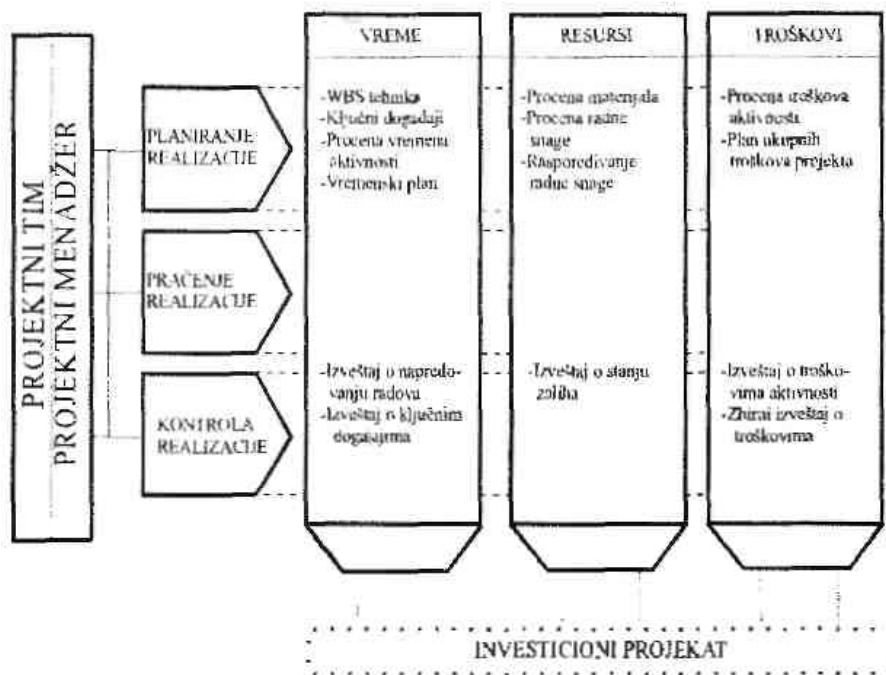 PROJEKTNI TIM
PROJEKTNI MENADŽER
PLANIRANJE
REALIZACIJE
PRAĆENJE
REALIZACIJE
KONTROLA
REALIZACIJE
VREME
-WBS tehnika
-Ključni događaji
-Procena vremena
aktivnosti
-Vremenski plan
-Izveštaj o napredo-
vanju radova
-Izveštaj o ključnim
događajima
RESURSI
-Procena materijala
-Procena radne
snage
-Raspoređivanje
radne snage
-Izveštaj o stanju
zaliha
TROŠKOVI
-Procena troškova
aktivnosti
-Plan ukupnih
troškova projekta
-Izveštaj o troško-
vima aktivnosti
-Zbirni izveštaj o
troškovima
INVESTICIONI PROJEKAT